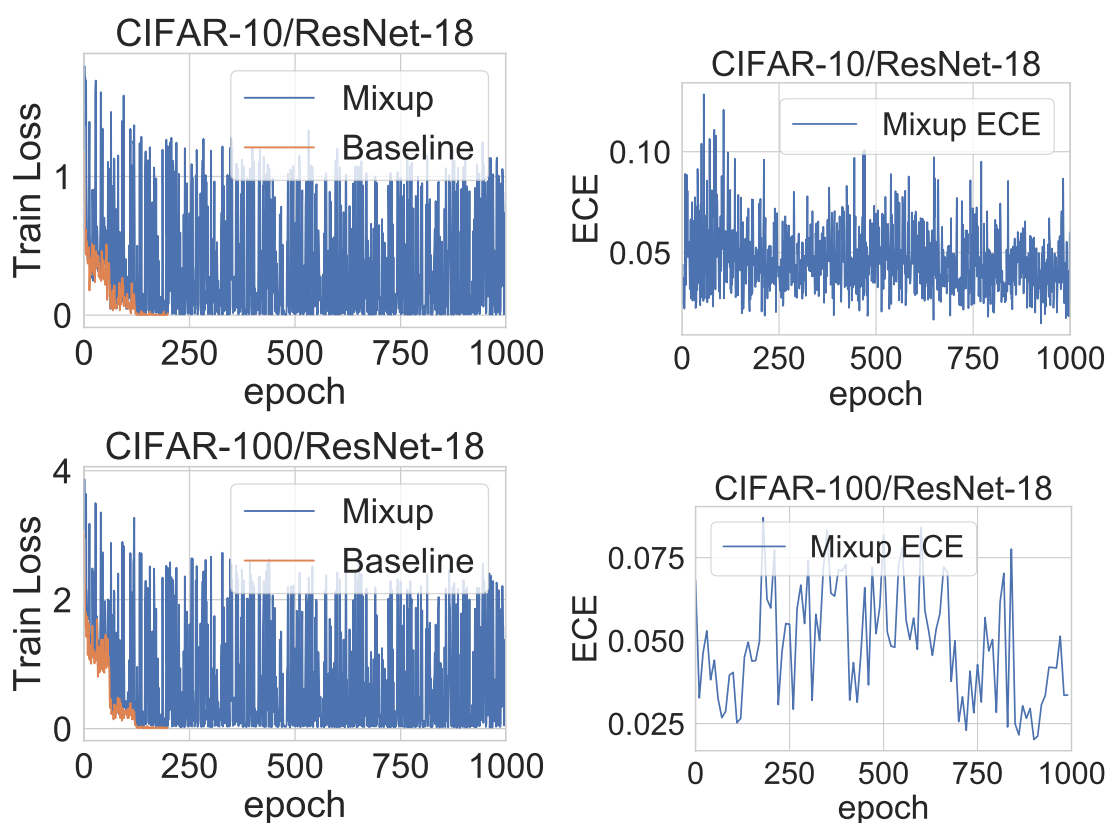 CIFAR-10/ResNet-18
Train Loss
1
0
Mixup
Baseline
0 250 500 750 1000
epoch
CIFAR-10/ResNet-18
ECE
0.10
0.05
Mixup ECE
0 250 500 750 1000
epoch
CIFAR-100/ResNet-18
Train Loss
4
2
0
Mixup
Baseline
0 250 500 750 1000
epoch
CIFAR-100/ResNet-18
ECE
0.075
0.050
0.025
Mixup ECE
0 250 500 750 1000
epoch